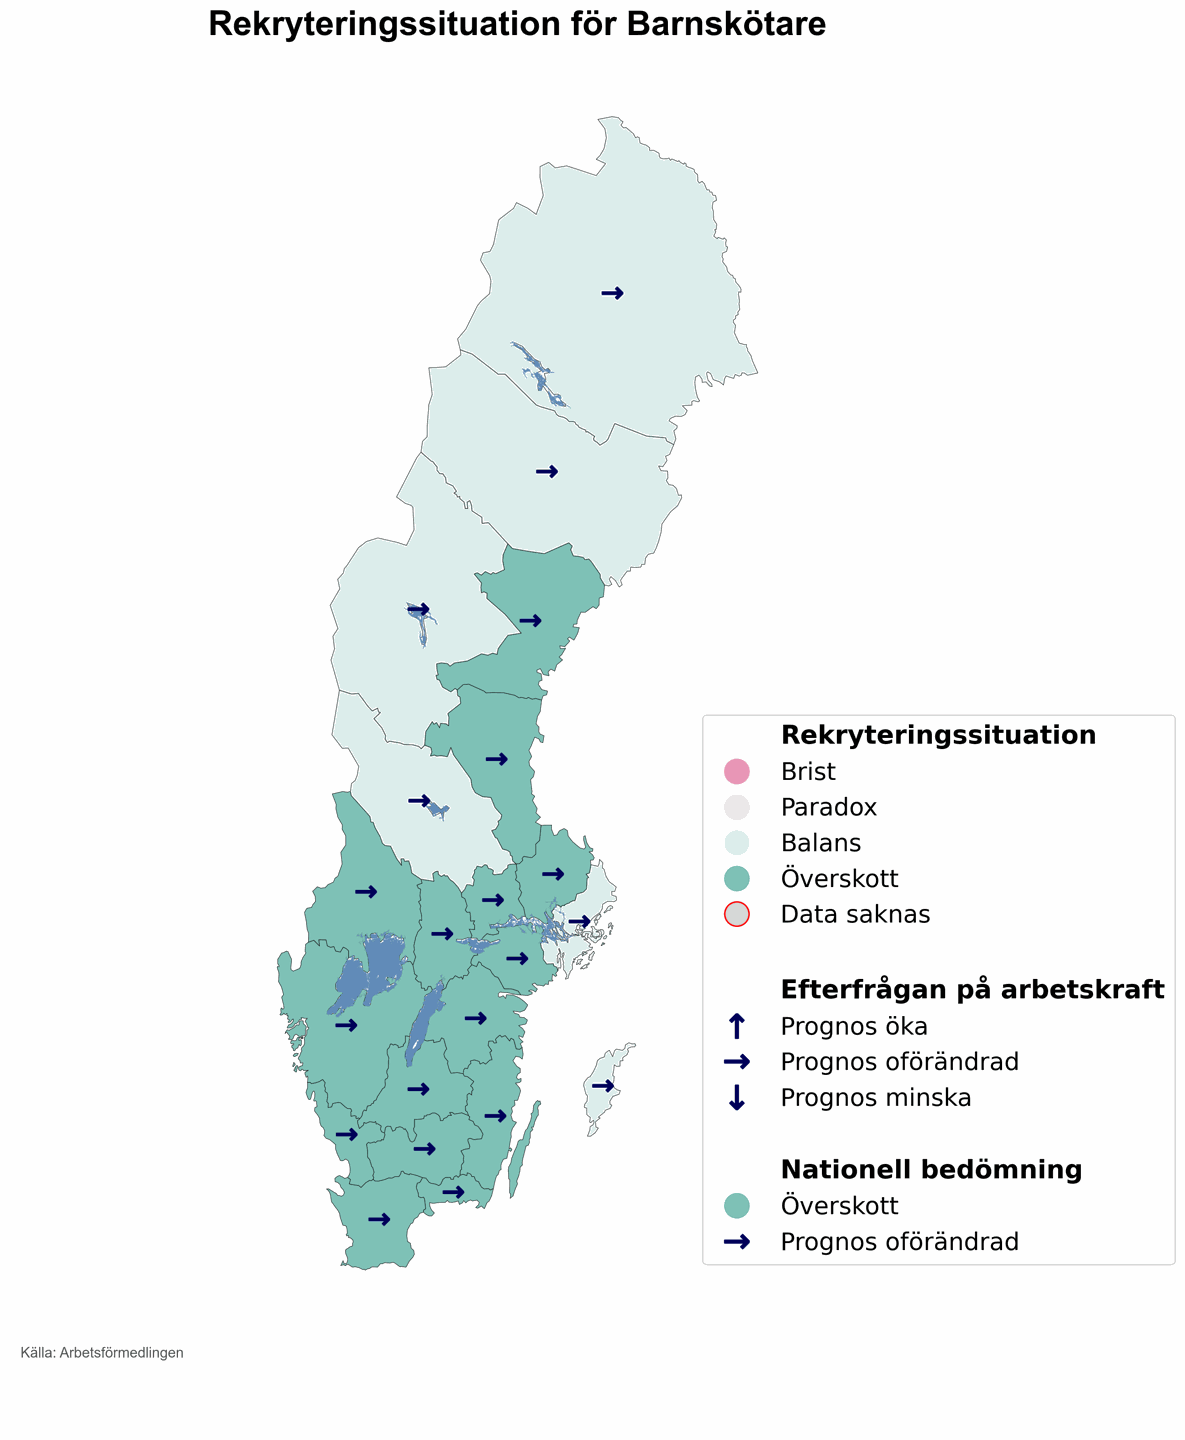 Rekryteringssituation för Barnskötare
Rekryteringssituation
Brist
Paradox
Balans
Överskott
Data saknas
Efterfrågan på arbetskraft
Prognos öka
Prognos oförändrad
Prognos minska
Nationell bedömning
Överskott
Prognos oförändrad
Källa: Arbetsförmedlingen